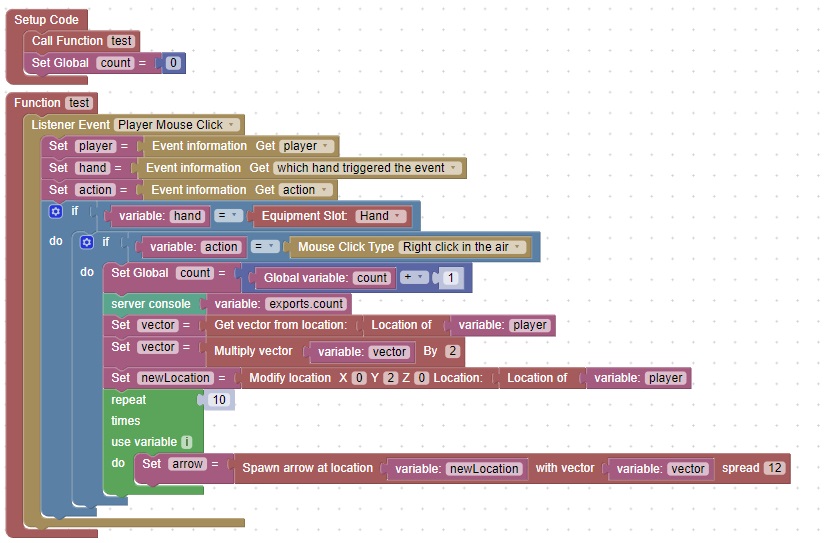 Setup Code
Call Function test
Set Global count = 0
Function test
Listener Event Player Mouse Click
Set player = Event information Get player
Set hand = Event information Get which hand triggered the event
Set action = Event information Get action
if variable: hand = Equipment Slot: Hand
do if variable: action = Mouse Click Type Right click in the air
do Set Global count = Global variable: count + 1
server console variable: exports.count
Set vector = Get vector from location: Location of variable: player
Set vector = Multiply vector variable: vector By 2
Set newLocation = Modify location X 0 Y 2 Z 0 Location: Location of variable: player
repeat 10
times
use variable i
do Set arrow = Spawn arrow at location variable: newLocation with vector variable: vector spread 12